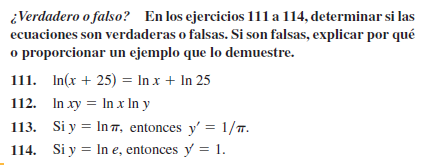 ¿Verdadero o falso? En los ejercicios 111 a 114, determinar si las
ecuaciones son verdaderas o falsas. Si son falsas, explicar por qué
o proporcionar un ejemplo que lo demuestre.
111. ln(x + 25) = ln x + ln 25
112. ln xy = ln x ln y
113. Si y = ln π, entonces y′ = 1/π.
114. Si y = ln e, entonces y′ = 1.